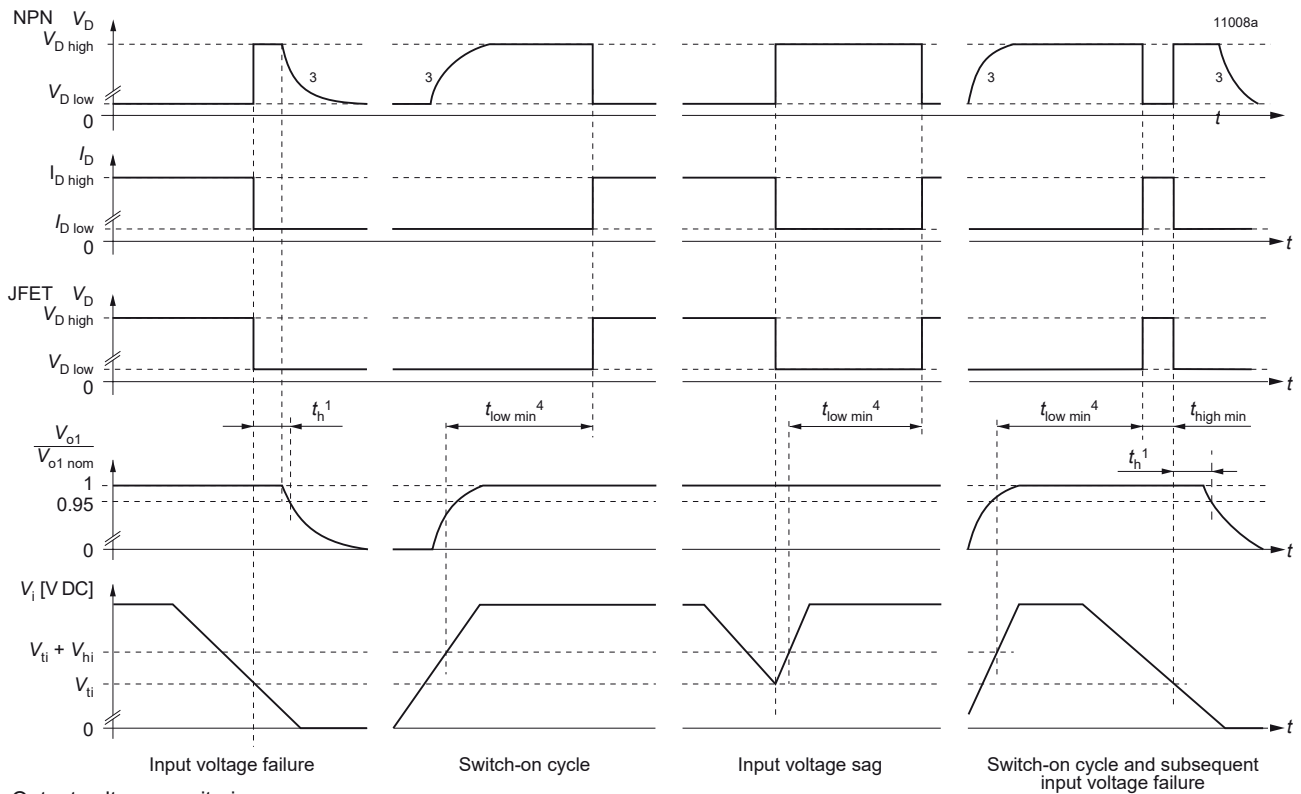 NPN V_D
11008a
V_D high
3
3
3
3
V_D low
0
t
I_D
I_D high
I_D low
0
t
JFET V_D
V_D high
V_D low
0
t
t_h^1
t_low min^4
t_low min^4
t_low min^4
t_high min
V_o1
V_o1 nom
t_h^1
1
0.95
0
t
V_i [V DC]
V_ti + V_hi
V_ti
0
t
Input voltage failure
Switch-on cycle
Input voltage sag
Switch-on cycle and subsequent
input voltage failure